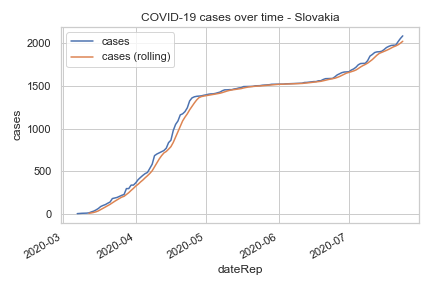 COVID-19 cases over time - Slovakia
cases
cases (rolling)
2000
1500
1000
500
0
cases
2020-03
2020-04
2020-05
2020-06
2020-07
dateRep